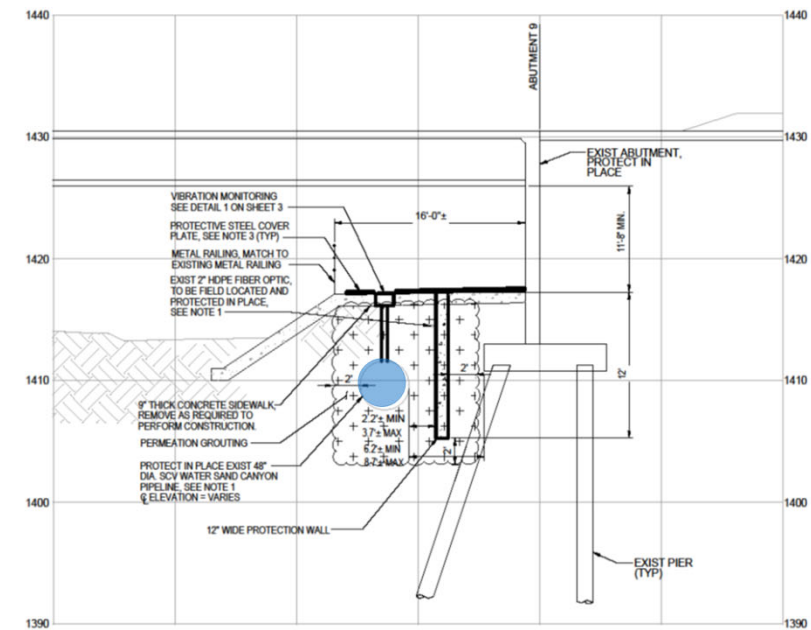 1440
1440
ABUTMENT 9
1430
1430
EXIST ABUTMENT,
PROTECT IN
PLACE
VIBRATION MONITORING
SEE DETAIL 1 ON SHEET 3
16'-0"±
11'-8" MIN.
PROTECTIVE STEEL COVER
PLATE, SEE NOTE 3 (TYP)
1420
1420
METAL RAILING, MATCH TO
EXISTING METAL RAILING
EXIST 2" HDPE FIBER OPTIC,
TO BE FIELD LOCATED AND
PROTECTED IN PLACE,
SEE NOTE 1
1410
1410
2'
2'
12'
9" THICK CONCRETE SIDEWALK,
REMOVE AS REQUIRED TO
PERFORM CONSTRUCTION.
2.2'± MIN
3.7'± MAX
PERMEATION GROUTING
6.2'± MIN
8.7'± MAX
2'
PROTECT IN PLACE EXIST 48"
DIA. SCV WATER SAND CANYON
PIPELINE, SEE NOTE 1
℄ ELEVATION = VARIES
1400
1400
12" WIDE PROTECTION WALL
EXIST PIER
(TYP)
1390
1390